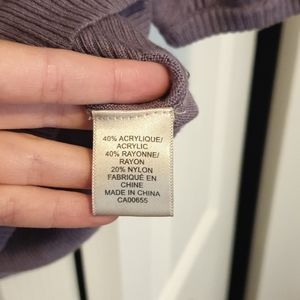 40% ACRYLIQUE/
ACRYLIC
40% RAYONNE/
RAYON
20% NYLON
FABRIQUÉ EN
CHINE
MADE IN CHINA
CA00655